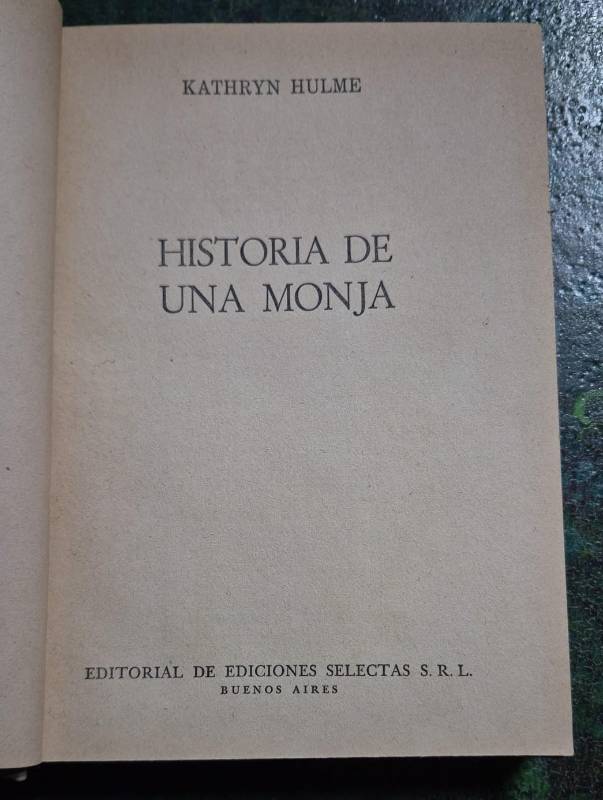 KATHRYN HULME
HISTORIA DE
UNA MONJA
EDITORIAL DE EDICIONES SELECTAS S. R. L.
BUENOS AIRES